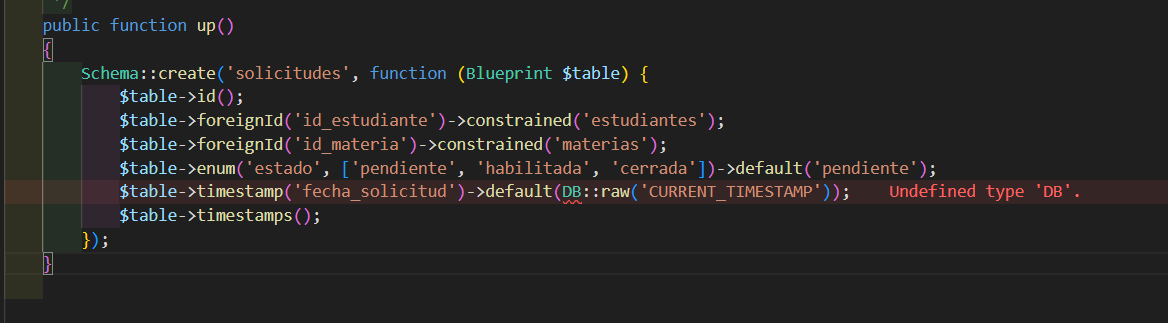 */
public function up()
{
    Schema::create('solicitudes', function (Blueprint $table) {
        $table->id();
        $table->foreignId('id_estudiante')->constrained('estudiantes');
        $table->foreignId('id_materia')->constrained('materias');
        $table->enum('estado', ['pendiente', 'habilitada', 'cerrada'])->default('pendiente');
        $table->timestamp('fecha_solicitud')->default(DB::raw('CURRENT_TIMESTAMP'));    Undefined type 'DB'.
        $table->timestamps();
    });
}